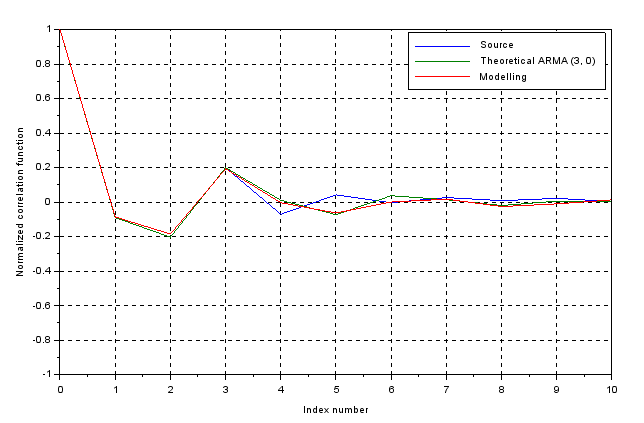 1
0.8
0.6
0.4
0.2
0
-0.2
-0.4
-0.6
-0.8
-1
Normalized correlation function
Source
Theoretical ARMA (3, 0)
Modelling
0 1 2 3 4 5 6 7 8 9 10
Index number